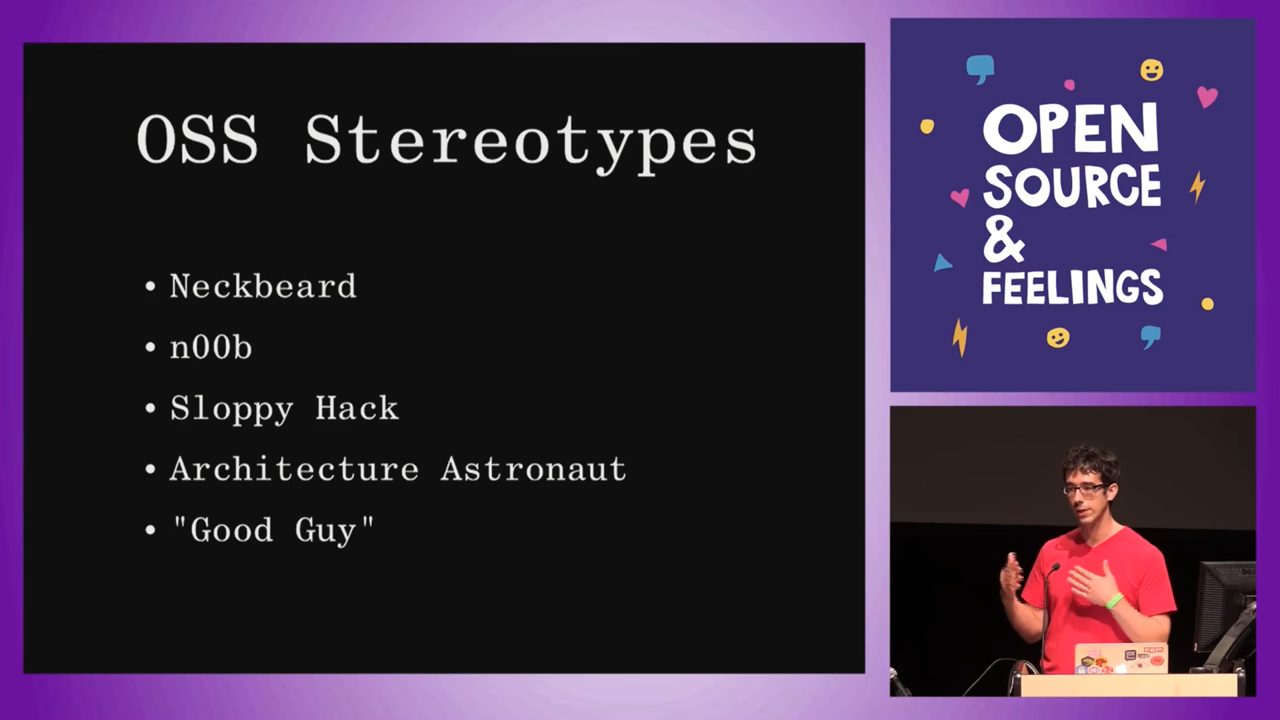 OSS Stereotypes
• Neckbeard
• n00b
• Sloppy Hack
• Architecture Astronaut
• "Good Guy"
OPEN
SOURCE
&
FEELINGS